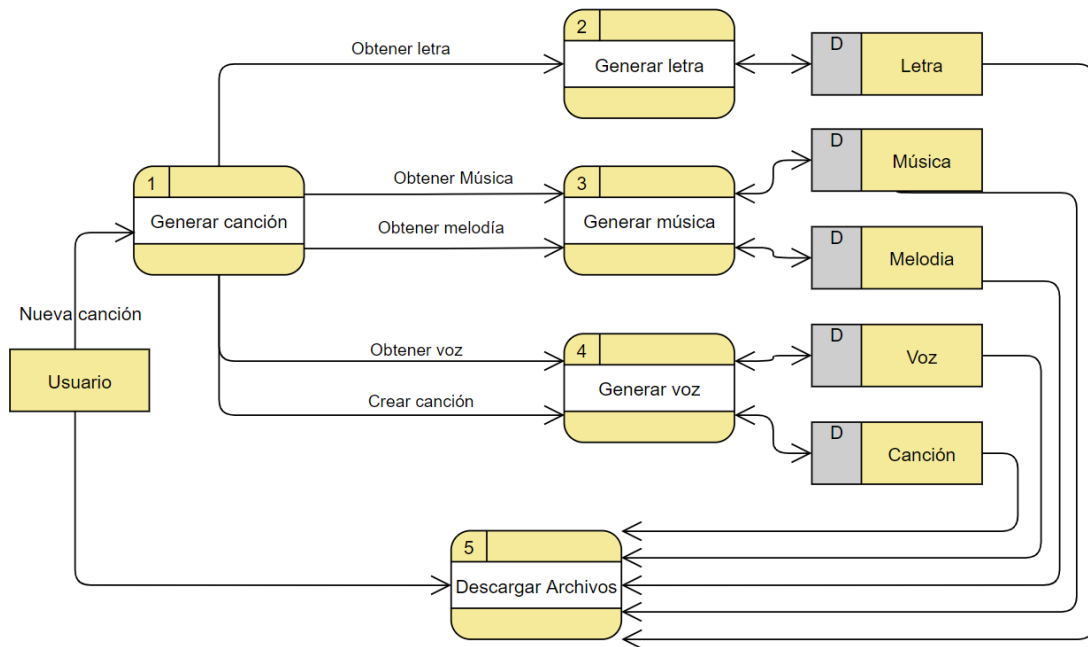 2
Generar letra
Obtener letra
D
Letra
1
Generar canción
Obtener Música
Obtener melodía
3
Generar música
D
Música
D
Melodia
Nueva canción
Usuario
Obtener voz
Crear canción
4
Generar voz
D
Voz
D
Canción
5
Descargar Archivos